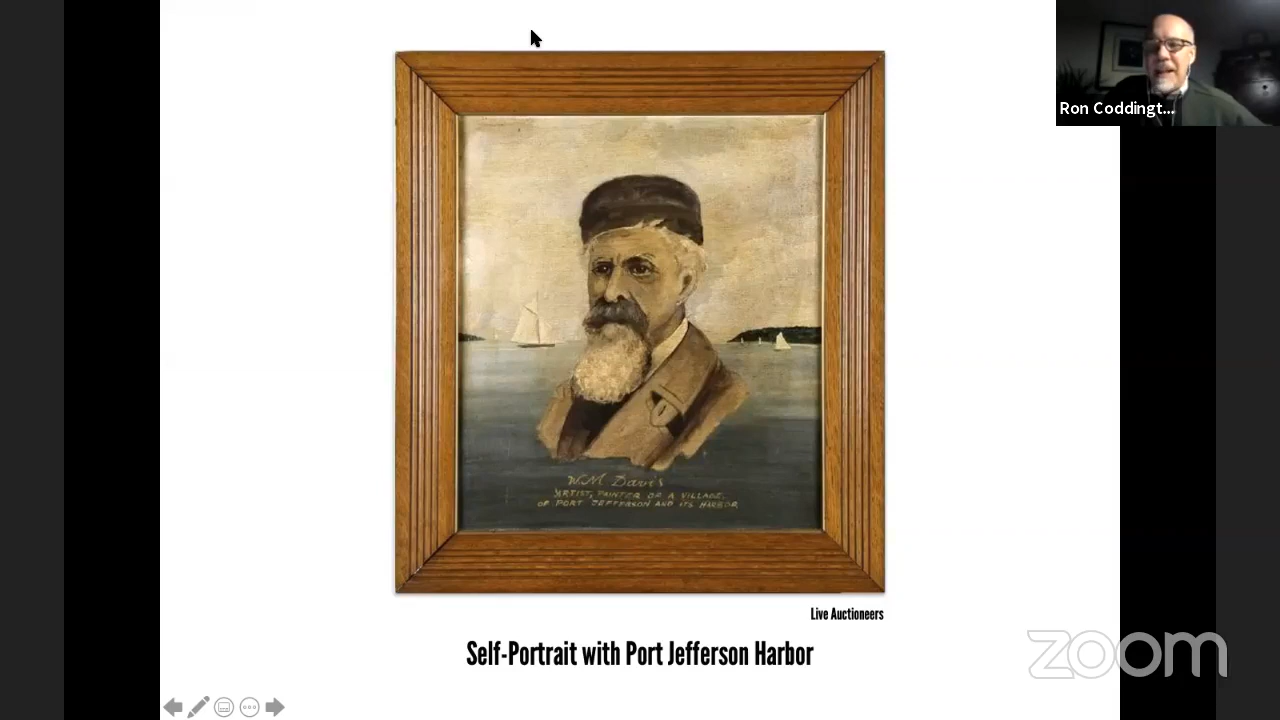 Ron Coddingt...
W.M. Davis
ARTIST, PAINTER OF A VILLAGE,
OF PORT JEFFERSON AND ITS HARBOR
Live Auctioneers
Self-Portrait with Port Jefferson Harbor
zoom